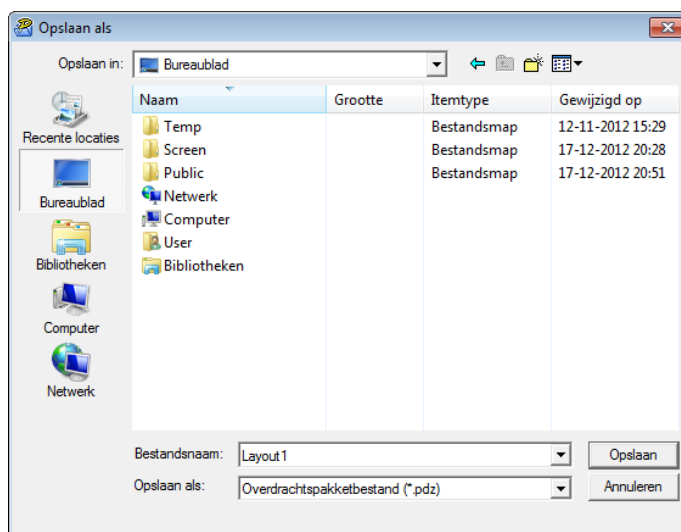 Opslaan als
Opslaan in: Bureaublad
Naam Grootte Itemtype Gewijzigd op
Temp Bestandsmap 12-11-2012 15:29
Screen Bestandsmap 17-12-2012 20:28
Public Bestandsmap 17-12-2012 20:51
Netwerk
Computer
User
Bibliotheken
Recente locaties
Bureaublad
Bibliotheken
Computer
Netwerk
Bestandsnaam: Layout1 Opslaan
Opslaan als: Overdrachtspakketbestand (*.pdz) Annuleren